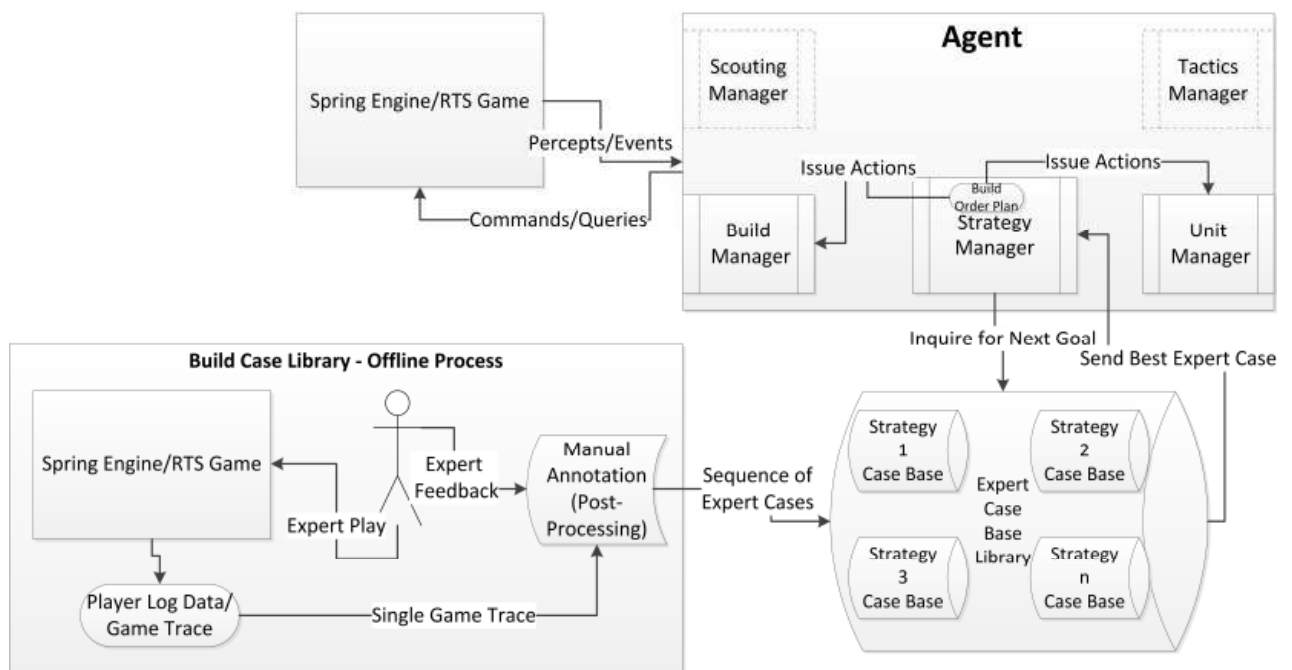 Agent
Scouting
Manager
Tactics
Manager
Spring Engine/RTS Game
Percepts/Events
Commands/Queries
Issue Actions
Issue Actions
Build
Order Plan
Strategy
Manager
Build
Manager
Unit
Manager
Inquire for Next Goal
Send Best Expert Case
Build Case Library - Offline Process
Spring Engine/RTS Game
Expert
Feedback
Expert Play
Manual
Annotation
(Post-
Processing)
Player Log Data/
Game Trace
Single Game Trace
Sequence of
Expert Cases
Strategy
1
Case Base
Strategy
2
Case Base
Expert
Case
Base
Library
Strategy
3
Case Base
Strategy
n
Case Base